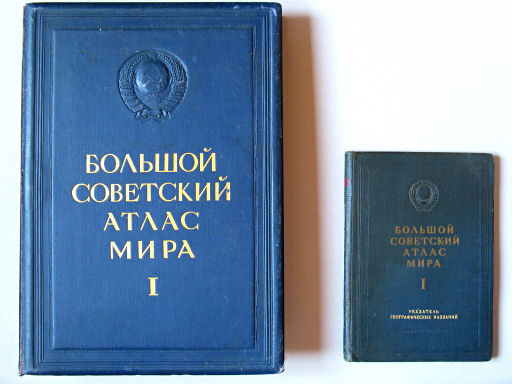 БОЛЬШОЙ
СОВЕТСКИЙ
АТЛАС
МИРА
I
БОЛЬШОЙ
СОВЕТСКИЙ
АТЛАС
МИРА
I
УКАЗАТЕЛЬ
ГЕОГРАФИЧЕСКИХ НАЗВАНИЙ